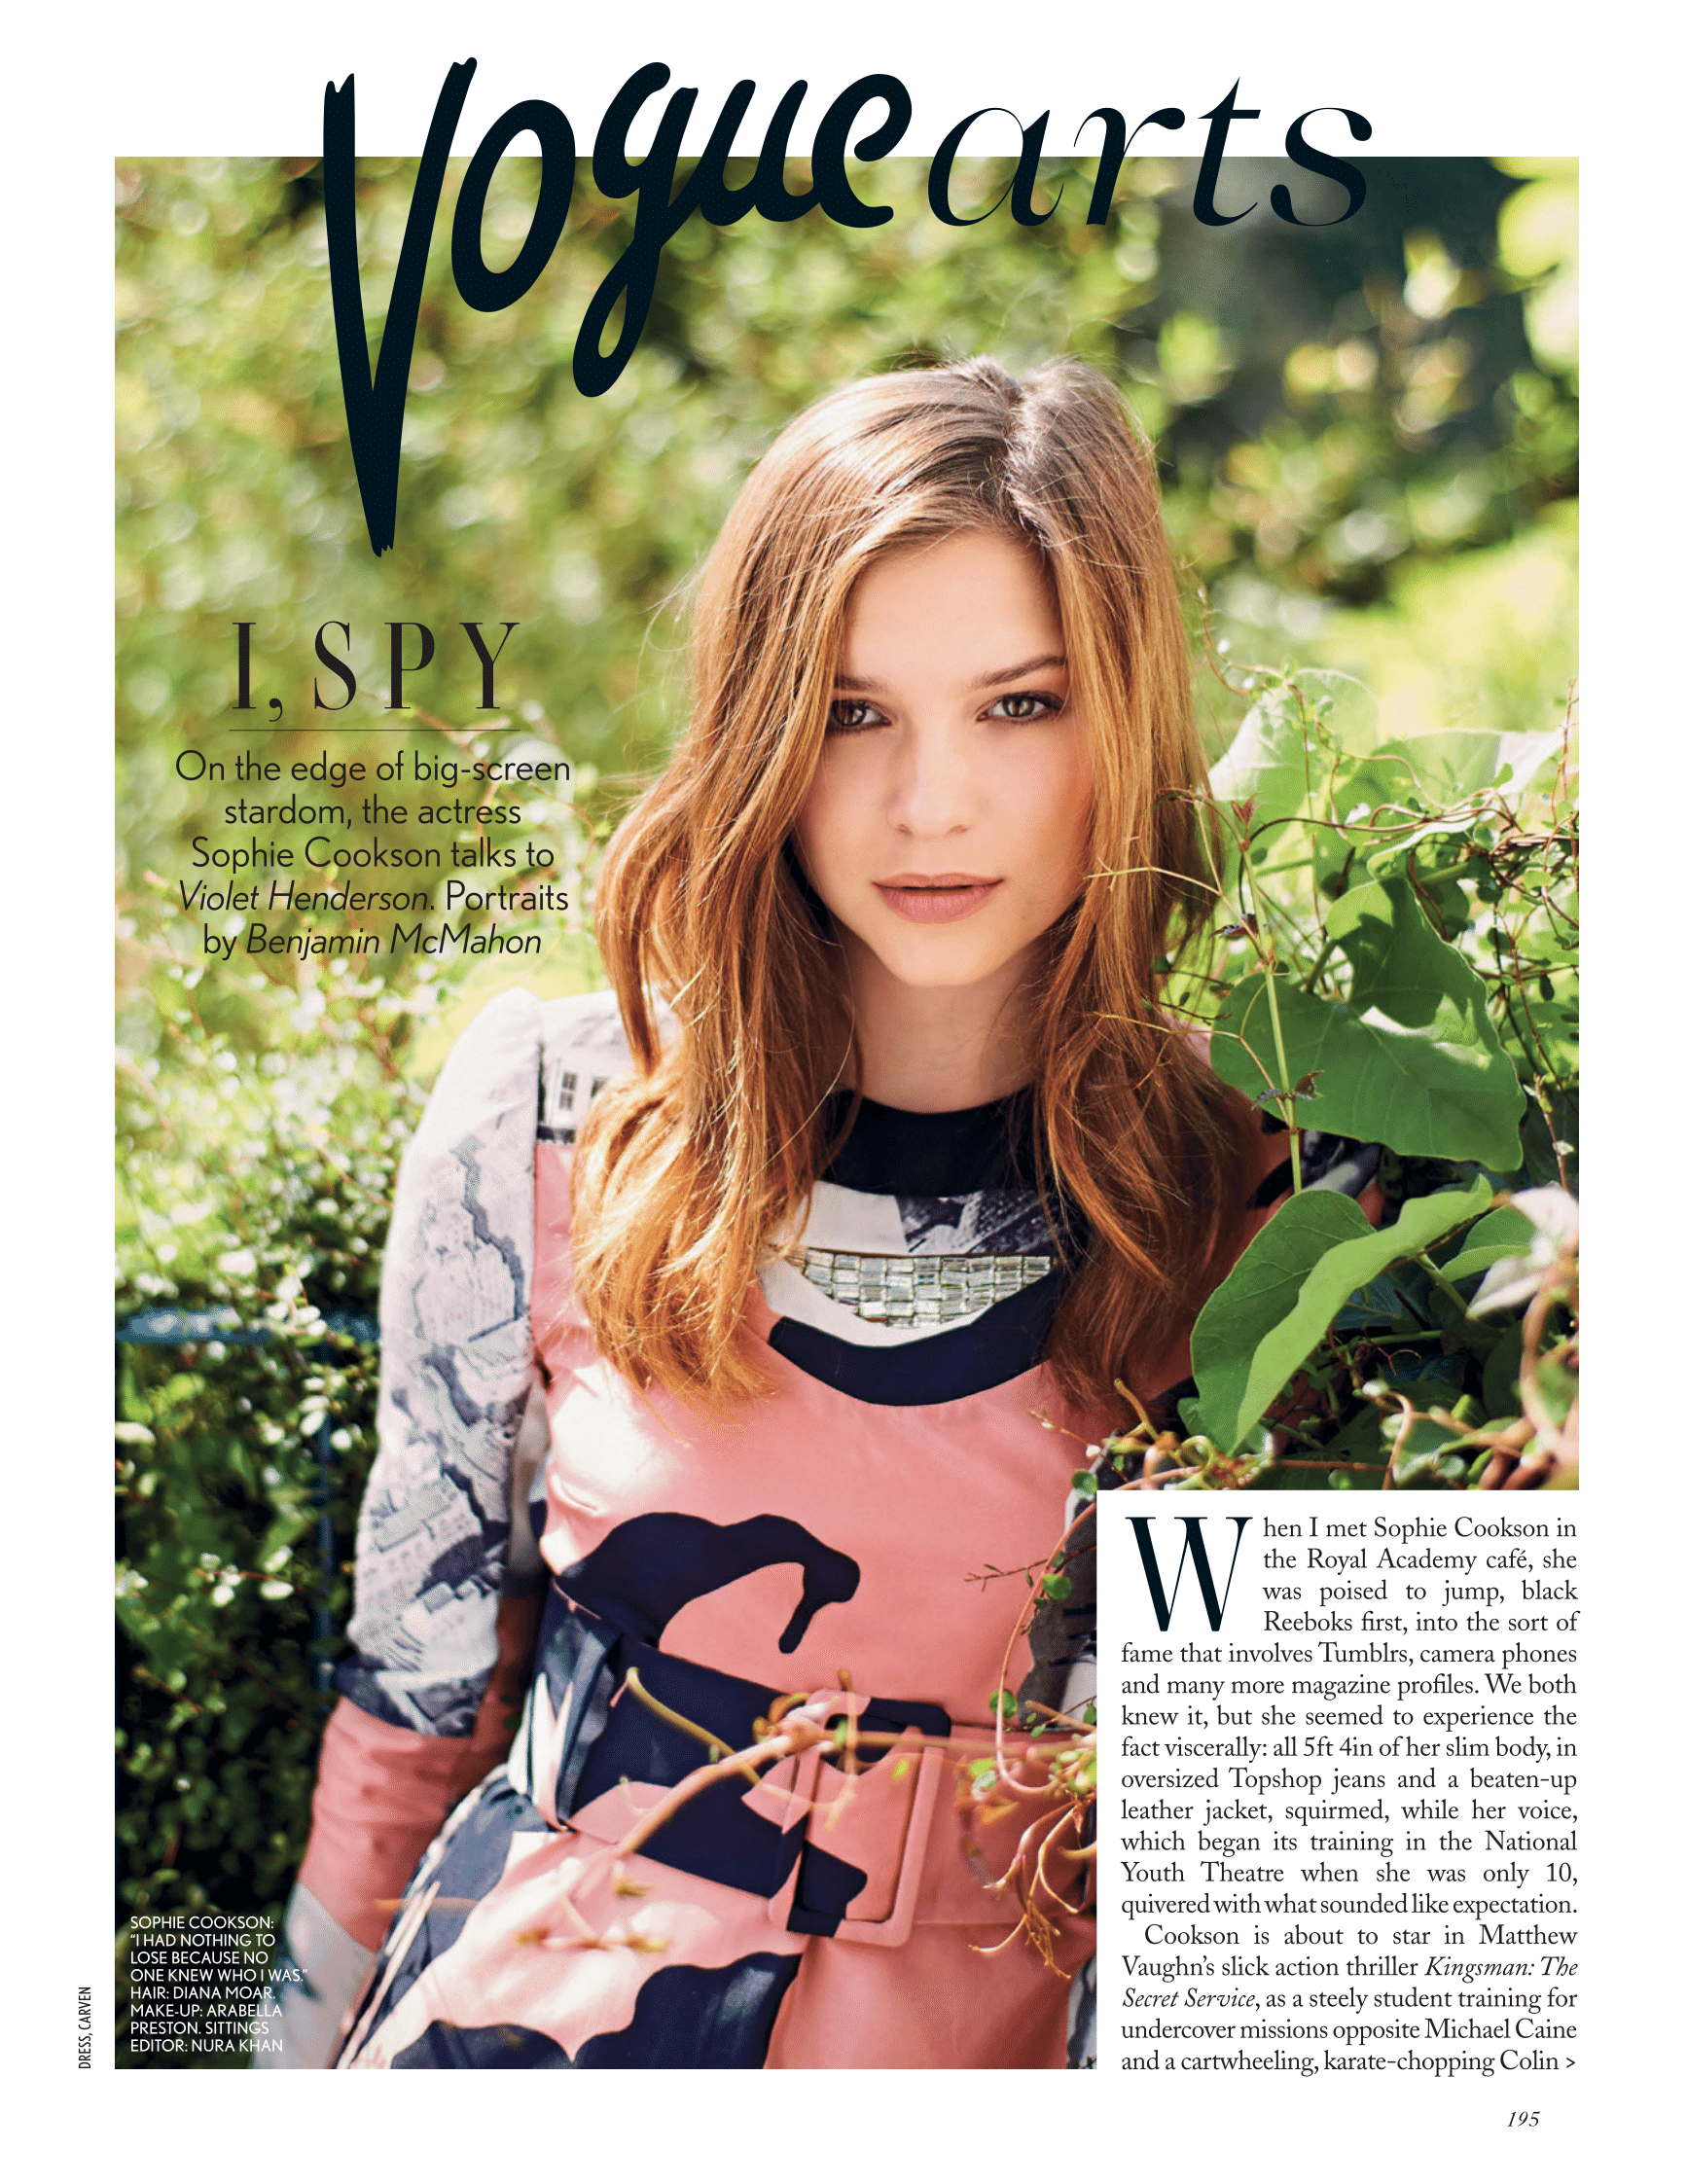 Vogue arts
I, SPY
On the edge of big-screen
stardom, the actress
Sophie Cookson talks to
Violet Henderson. Portraits
by Benjamin McMahon
When I met Sophie Cookson in
the Royal Academy café, she
was poised to jump, black
Reeboks first, into the sort of
fame that involves Tumblrs, camera phones
and many more magazine profiles. We both
knew it, but she seemed to experience the
fact viscerally: all 5ft 4in of her slim body, in
oversized Topshop jeans and a beaten-up
leather jacket, squirmed, while her voice,
which began its training in the National
Youth Theatre when she was only 10,
quivered with what sounded like expectation.
Cookson is about to star in Matthew
Vaughn's slick action thriller Kingsman: The
Secret Service, as a steely student training for
undercover missions opposite Michael Caine
and a cartwheeling, karate-chopping Colin >
SOPHIE COOKSON:
“I HAD NOTHING TO
LOSE BECAUSE NO
ONE KNEW WHO I WAS.”
HAIR: DIANA MOAR.
MAKE-UP: ARABELLA
PRESTON. SITTINGS
EDITOR: NURA KHAN
DRESS, CARVEN
195